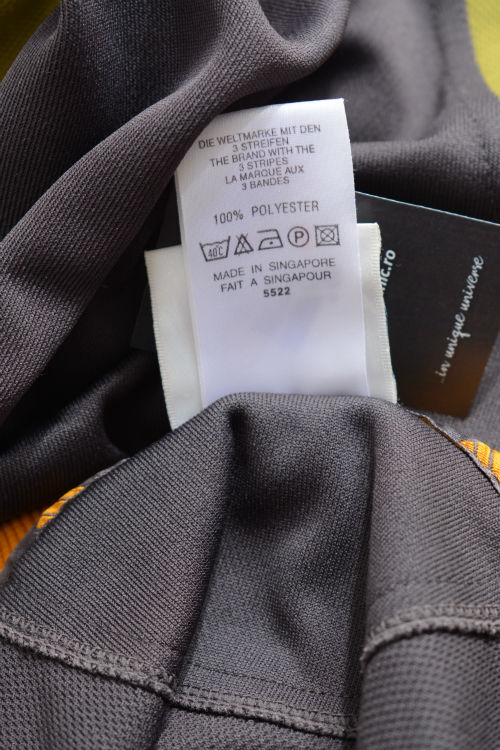 DIE WELTMARKE MIT DEN
3 STREIFEN
THE BRAND WITH THE
3 STRIPES
LA MARQUE AUX
3 BANDES
100% POLYESTER
40°C
P
MADE IN SINGAPORE
FAIT A SINGAPOUR
5522
...in unique universe